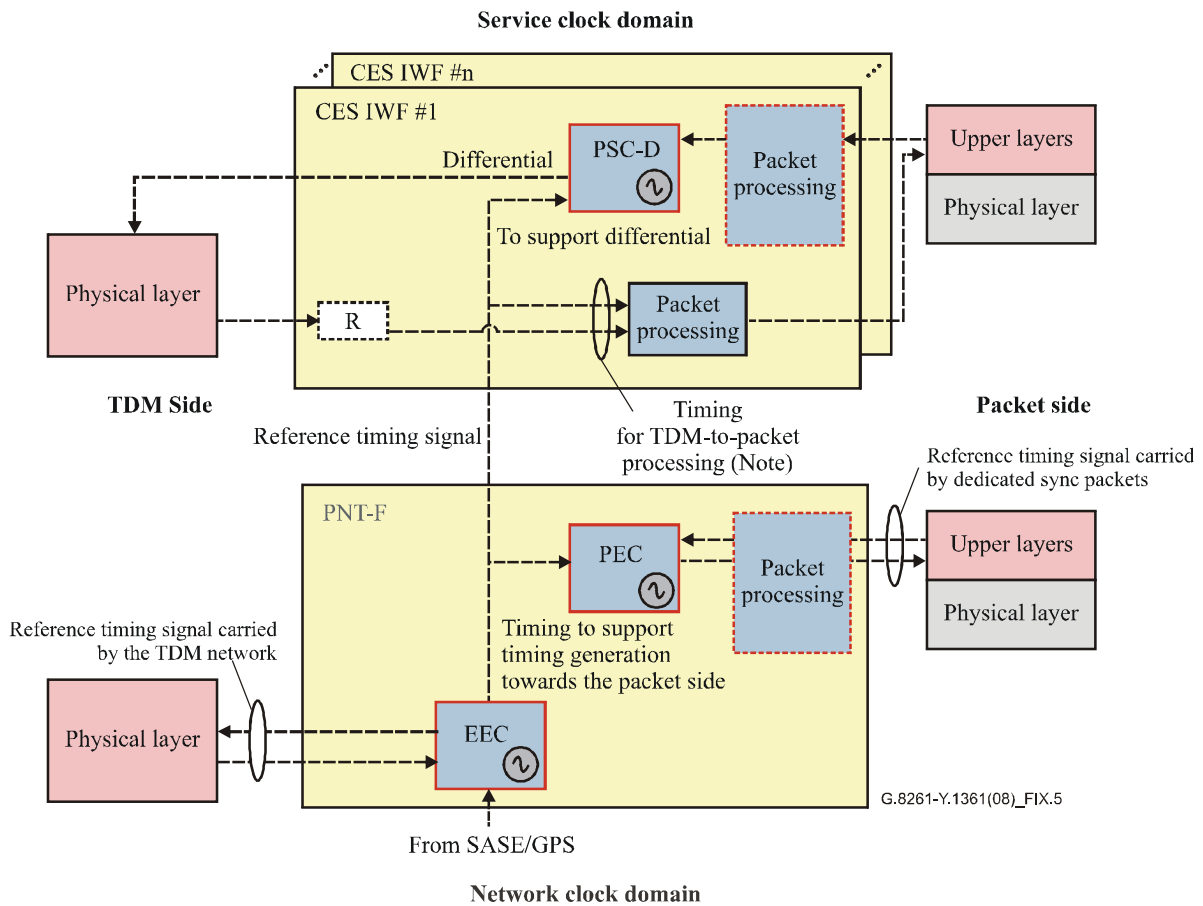 Service clock domain
CES IWF #n
CES IWF #1
PSC-D
Packet
processing
Upper layers
Physical layer
Differential
To support differential
Physical layer
R
Packet
processing
TDM Side
Packet side
Reference timing signal
Timing
for TDM-to-packet
processing (Note)
Reference timing signal carried
by dedicated sync packets
PNT-F
PEC
Packet
processing
Upper layers
Physical layer
Reference timing signal carried
by the TDM network
Timing to support
timing generation
towards the packet side
Physical layer
EEC
G.8261-Y.1361(08)_FIX.5
From SASE/GPS
Network clock domain